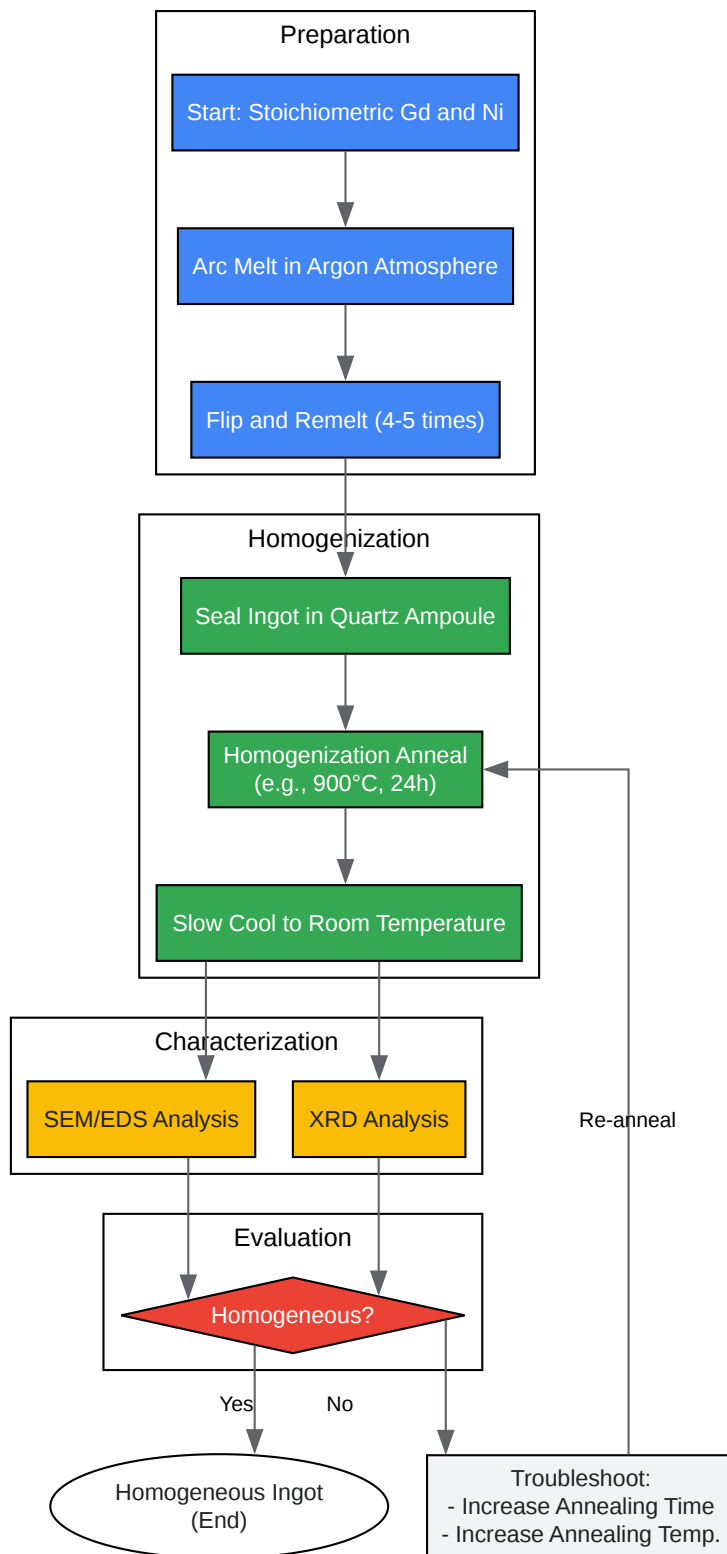 Preparation
Start: Stoichiometric Gd and Ni
Arc Melt in Argon Atmosphere
Flip and Remelt (4-5 times)
Homogenization
Seal Ingot in Quartz Ampoule
Homogenization Anneal
(e.g., 900°C, 24h)
Slow Cool to Room Temperature
Characterization
SEM/EDS Analysis
XRD Analysis
Re-anneal
Evaluation
Homogeneous?
Yes
No
Homogeneous Ingot
(End)
Troubleshoot:
- Increase Annealing Time
- Increase Annealing Temp.